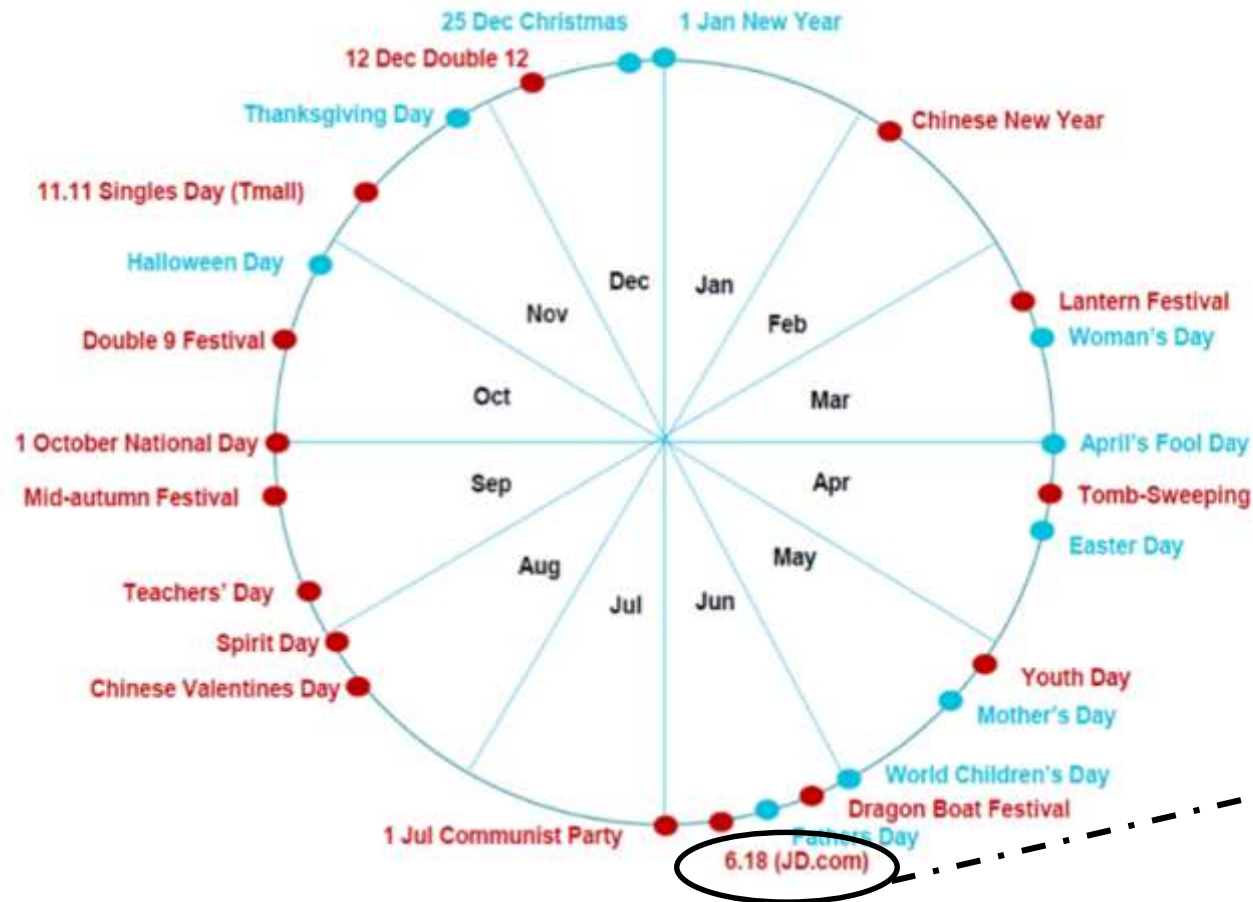 25 Dec Christmas
1 Jan New Year
12 Dec Double 12
Thanksgiving Day
Chinese New Year
11.11 Singles Day (Tmall)
Halloween Day
Dec
Jan
Nov
Feb
Lantern Festival
Double 9 Festival
Woman's Day
Oct
Mar
1 October National Day
April's Fool Day
Mid-autumn Festival
Sep
Apr
Tomb-Sweeping
Easter Day
Aug
May
Teachers' Day
Jul
Jun
Spirit Day
Youth Day
Chinese Valentines Day
Mother's Day
World Children's Day
Dragon Boat Festival
1 Jul Communist Party
Fathers Day
6.18 (JD.com)